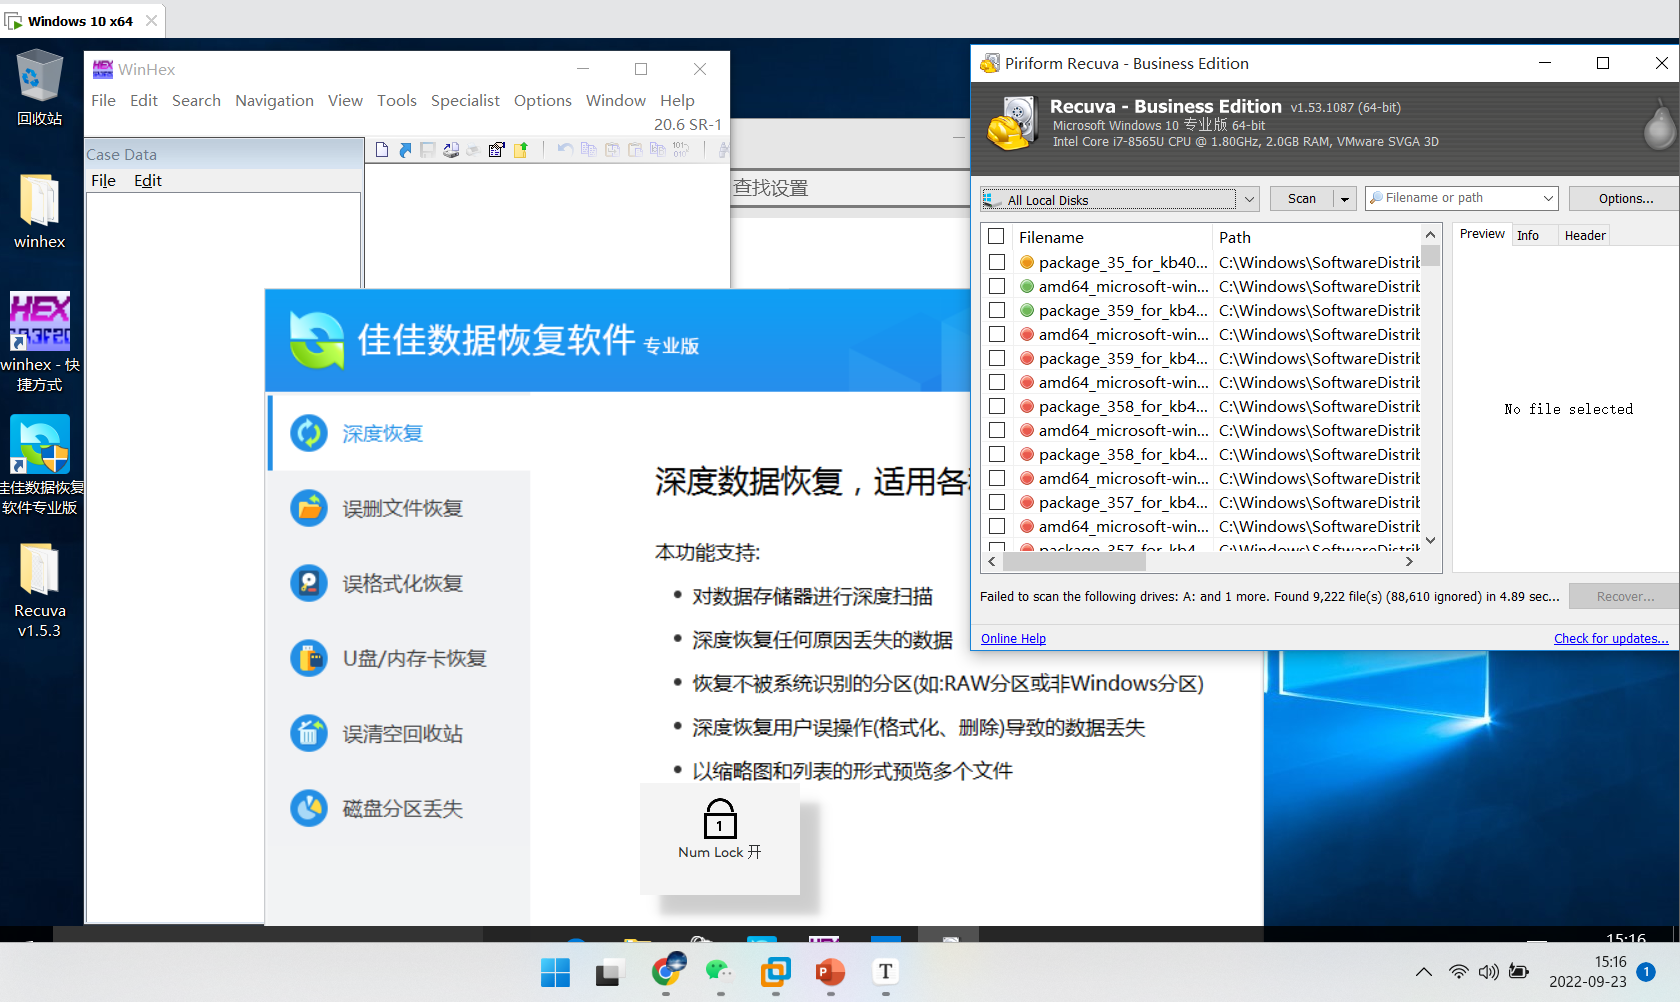 Windows 10 x64
回收站
winhex
winhex - 快
捷方式
佳佳数据恢复
软件专业版
Recuva
v1.5.3
WinHex
File Edit Search Navigation View Tools Specialist Options Window Help
20.6 SR-1
Case Data
File Edit
查找设置
佳佳数据恢复软件 专业版
深度恢复
误删文件恢复
误格式化恢复
U盘/内存卡恢复
误清空回收站
磁盘分区丢失
深度数据恢复，适用各
本功能支持:
• 对数据存储器进行深度扫描
• 深度恢复任何原因丢失的数据
• 恢复不被系统识别的分区(如:RAW分区或非Windows分区)
• 深度恢复用户误操作(格式化、删除)导致的数据丢失
• 以缩略图和列表的形式预览多个文件
1
Num Lock 开
Piriform Recuva - Business Edition
Recuva - Business Edition v1.53.1087 (64-bit)
Microsoft Windows 10 专业版 64-bit
Intel Core i7-8565U CPU @ 1.80GHz, 2.0GB RAM, VMware SVGA 3D
All Local Disks Scan Filename or path Options...
Filename Path
package_35_for_kb40... C:\Windows\SoftwareDistrib
amd64_microsoft-win... C:\Windows\SoftwareDistrib
package_359_for_kb4... C:\Windows\SoftwareDistrib
amd64_microsoft-win... C:\Windows\SoftwareDistrib
package_359_for_kb4... C:\Windows\SoftwareDistrib
amd64_microsoft-win... C:\Windows\SoftwareDistrib
package_358_for_kb4... C:\Windows\SoftwareDistrib
amd64_microsoft-win... C:\Windows\SoftwareDistrib
package_358_for_kb4... C:\Windows\SoftwareDistrib
amd64_microsoft-win... C:\Windows\SoftwareDistrib
package_357_for_kb4... C:\Windows\SoftwareDistrib
amd64_microsoft-win... C:\Windows\SoftwareDistrib
package_357_for_kb4... C:\Windows\SoftwareDistrib
Preview Info Header
No file selected
Failed to scan the following drives: A: and 1 more. Found 9,222 file(s) (88,610 ignored) in 4.89 sec...
Recover...
Online Help
Check for updates...
15:16
15:16
2022-09-23
1